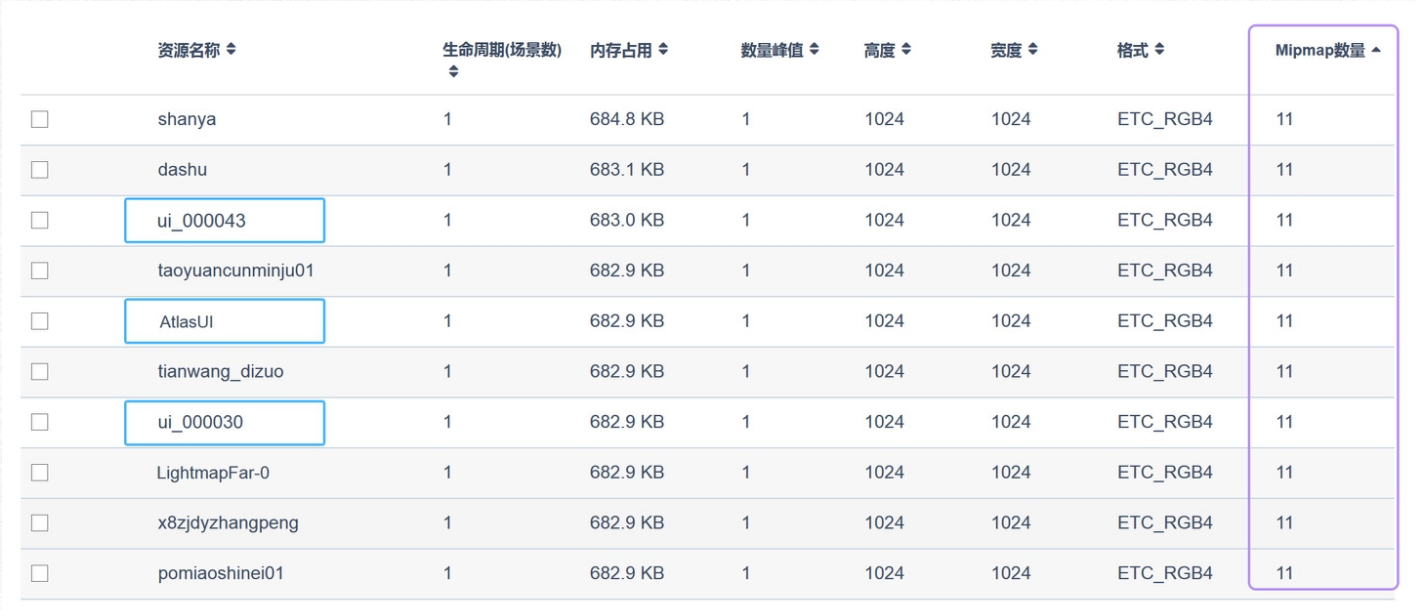 资源名称 生命周期(场景数) 内存占用 数量峰值 高度 宽度 格式 Mipmap数量
shanya 1 684.8 KB 1 1024 1024 ETC_RGB4 11
dashu 1 683.1 KB 1 1024 1024 ETC_RGB4 11
ui_000043 1 683.0 KB 1 1024 1024 ETC_RGB4 11
taoyuancunminju01 1 682.9 KB 1 1024 1024 ETC_RGB4 11
AtlasUI 1 682.9 KB 1 1024 1024 ETC_RGB4 11
tianwang_dizuo 1 682.9 KB 1 1024 1024 ETC_RGB4 11
ui_000030 1 682.9 KB 1 1024 1024 ETC_RGB4 11
LightmapFar-0 1 682.9 KB 1 1024 1024 ETC_RGB4 11
x8zjdyzhangpeng 1 682.9 KB 1 1024 1024 ETC_RGB4 11
pomiaoshinei01 1 682.9 KB 1 1024 1024 ETC_RGB4 11